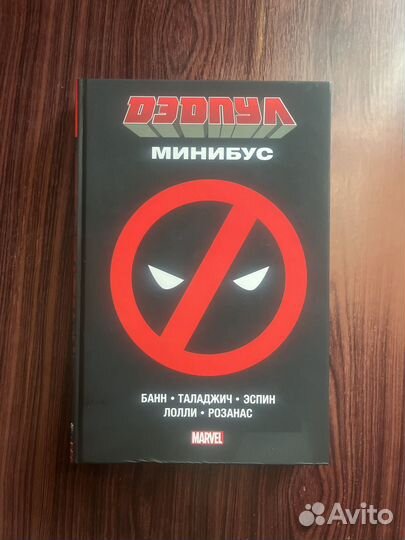 ДЭДПУЛ
МИНИБУС
БАНН • ТАЛАДЖИЧ • ЭСПИН
ЛОЛЛИ • РОЗАНАС
MARVEL
Avito